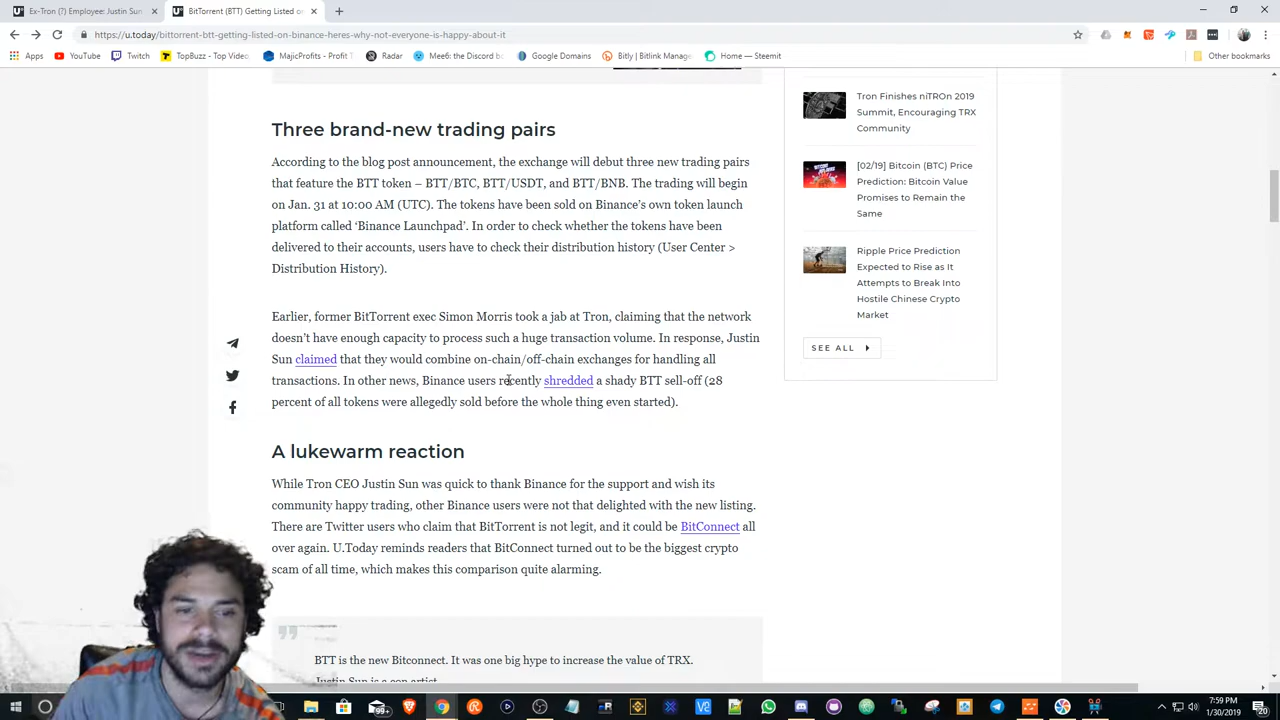 Ex-Tron (?) Employee: Justin Sun
BitTorrent (BTT) Getting Listed on
https://u.today/bittorrent-btt-getting-listed-on-binance-heres-why-not-everyone-is-happy-about-it
Apps
YouTube
Twitch
TopBuzz - Top Video
MajicProfits - Profit T
Radar
Mee6: the Discord bo
Google Domains
Bitly | Bitlink Manage
Home — Steemit
Other bookmarks
Three brand-new trading pairs
According to the blog post announcement, the exchange will debut three new trading pairs
that feature the BTT token – BTT/BTC, BTT/USDT, and BTT/BNB. The trading will begin
on Jan. 31 at 10:00 AM (UTC). The tokens have been sold on Binance's own token launch
platform called 'Binance Launchpad'. In order to check whether the tokens have been
delivered to their accounts, users have to check their distribution history (User Center >
Distribution History).
Earlier, former BitTorrent exec Simon Morris took a jab at Tron, claiming that the network
doesn't have enough capacity to process such a huge transaction volume. In response, Justin
Sun claimed that they would combine on-chain/off-chain exchanges for handling all
transactions. In other news, Binance users recently shredded a shady BTT sell-off (28
percent of all tokens were allegedly sold before the whole thing even started).
A lukewarm reaction
While Tron CEO Justin Sun was quick to thank Binance for the support and wish its
community happy trading, other Binance users were not that delighted with the new listing.
There are Twitter users who claim that BitTorrent is not legit, and it could be BitConnect all
over again. U.Today reminds readers that BitConnect turned out to be the biggest crypto
scam of all time, which makes this comparison quite alarming.
BTT is the new Bitconnect. It was one big hype to increase the value of TRX.
Justin Sun is a con artist
Tron Finishes niTROn 2019
Summit, Encouraging TRX
Community
[02/19] Bitcoin (BTC) Price
Prediction: Bitcoin Value
Promises to Remain the
Same
Ripple Price Prediction
Expected to Rise as It
Attempts to Break Into
Hostile Chinese Crypto
Market
SEE ALL
99+
7:59 PM
1/30/2019
20